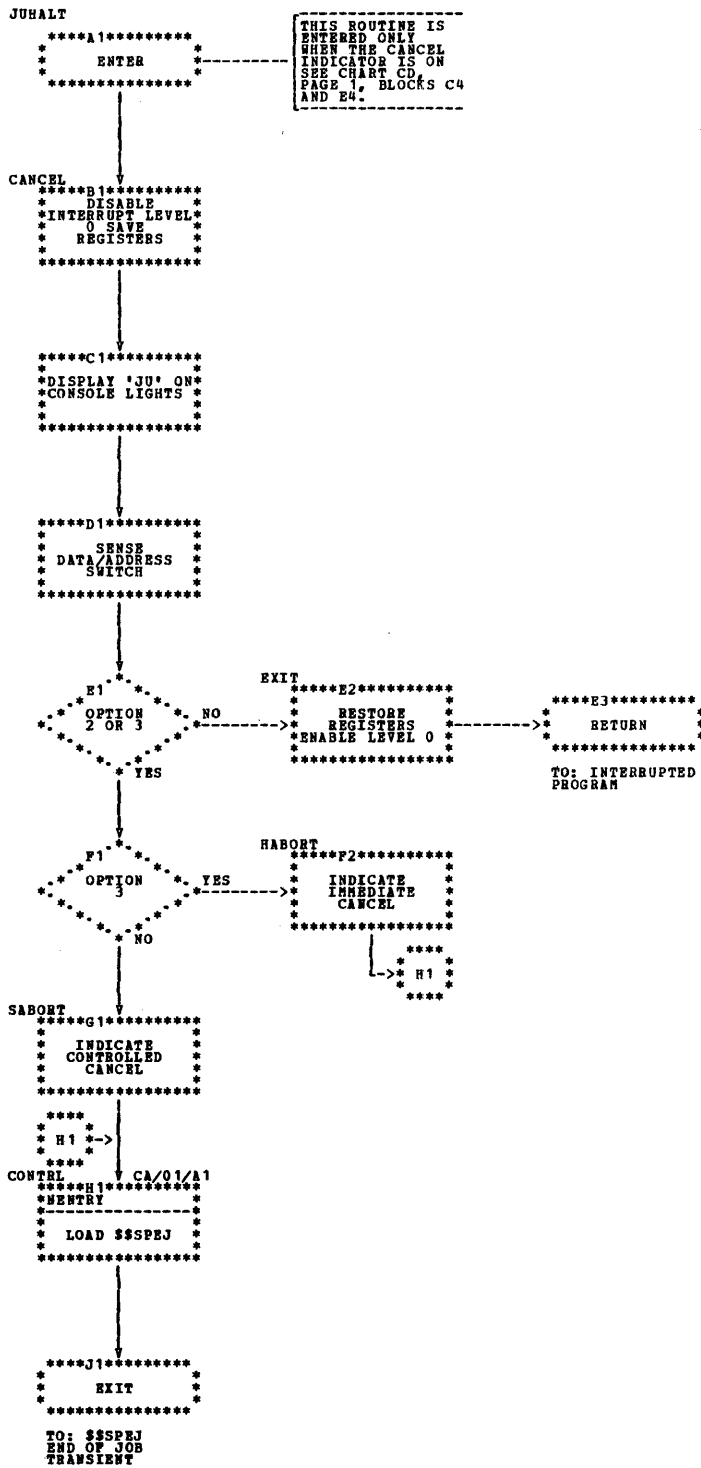 JUHALT
****A1*********
ENTER
THIS ROUTINE IS
ENTERED ONLY
WHEN THE CANCEL
INDICATOR IS ON
SEE CHART CD,
PAGE 1, BLOCKS C4
AND E4.
CANCEL
*****B1**********
DISABLE
INTERRUPT LEVEL
0 SAVE
REGISTERS
*****C1**********
DISPLAY 'JU' ON
CONSOLE LIGHTS
*****D1**********
SENSE
DATA/ADDRESS
SWITCH
E1
OPTION
2 OR 3
NO
YES
EXIT
*****E2**********
RESTORE
REGISTERS
ENABLE LEVEL 0
****E3*********
RETURN
TO: INTERRUPTED
PROGRAM
F1
OPTION
3
YES
NO
HABORT
*****F2**********
INDICATE
IMMEDIATE
CANCEL
H1
SABORT
*****G1**********
INDICATE
CONTROLLED
CANCEL
H1
CONTRL CA/01/A1
*****H1**********
NENTRY
LOAD $$SPEJ
****J1*********
EXIT
TO: $$SPEJ
END OF JOB
TRANSIENT